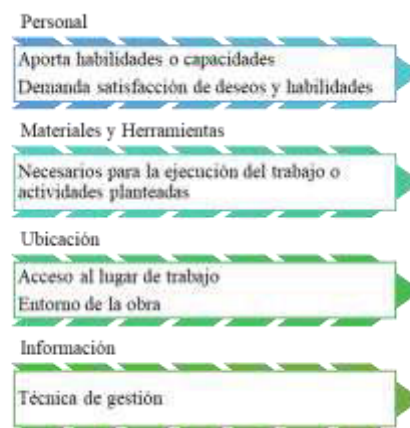 Personal
Aporta habilidades o capacidades
Demanda satisfacción de deseos y habilidades
Materiales y Herramientas
Necesarios para la ejecución del trabajo o
actividades planteadas
Ubicación
Acceso al lugar de trabajo
Entorno de la obra
Información
Técnica de gestión